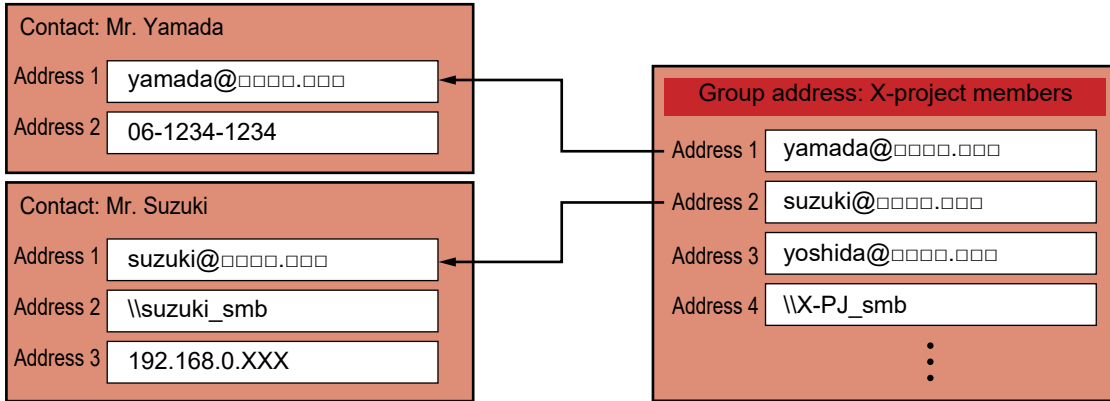 Contact: Mr. Yamada
Address 1 yamada@□□□□.□□□
Address 2 06-1234-1234
Contact: Mr. Suzuki
Address 1 suzuki@□□□□.□□□
Address 2 \\suzuki_smb
Address 3 192.168.0.XXX
Group address: X-project members
Address 1 yamada@□□□□.□□□
Address 2 suzuki@□□□□.□□□
Address 3 yoshida@□□□□.□□□
Address 4 \\X-PJ_smb